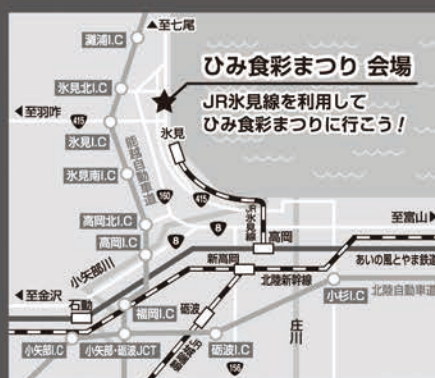 ▲至七尾
灘浦I.C
ひみ食彩まつり 会場
氷見北I.C
JR氷見線を利用して
ひみ食彩まつりに行こう!
◀至羽咋
415
氷見
氷見I.C
能越自動車道
氷見南I.C
160
415
JR氷見線
高岡北I.C
至富山▶
8
8
高岡
高岡I.C
あいの風とやま鉄道
新高岡
小矢部川
北陸新幹線
◀至金沢
石動
小杉I.C
北陸自動車道
福岡I.C
砺波
庄川
小矢部I.C
小矢部・砺波JCT
砺波I.C
JR城端線
156